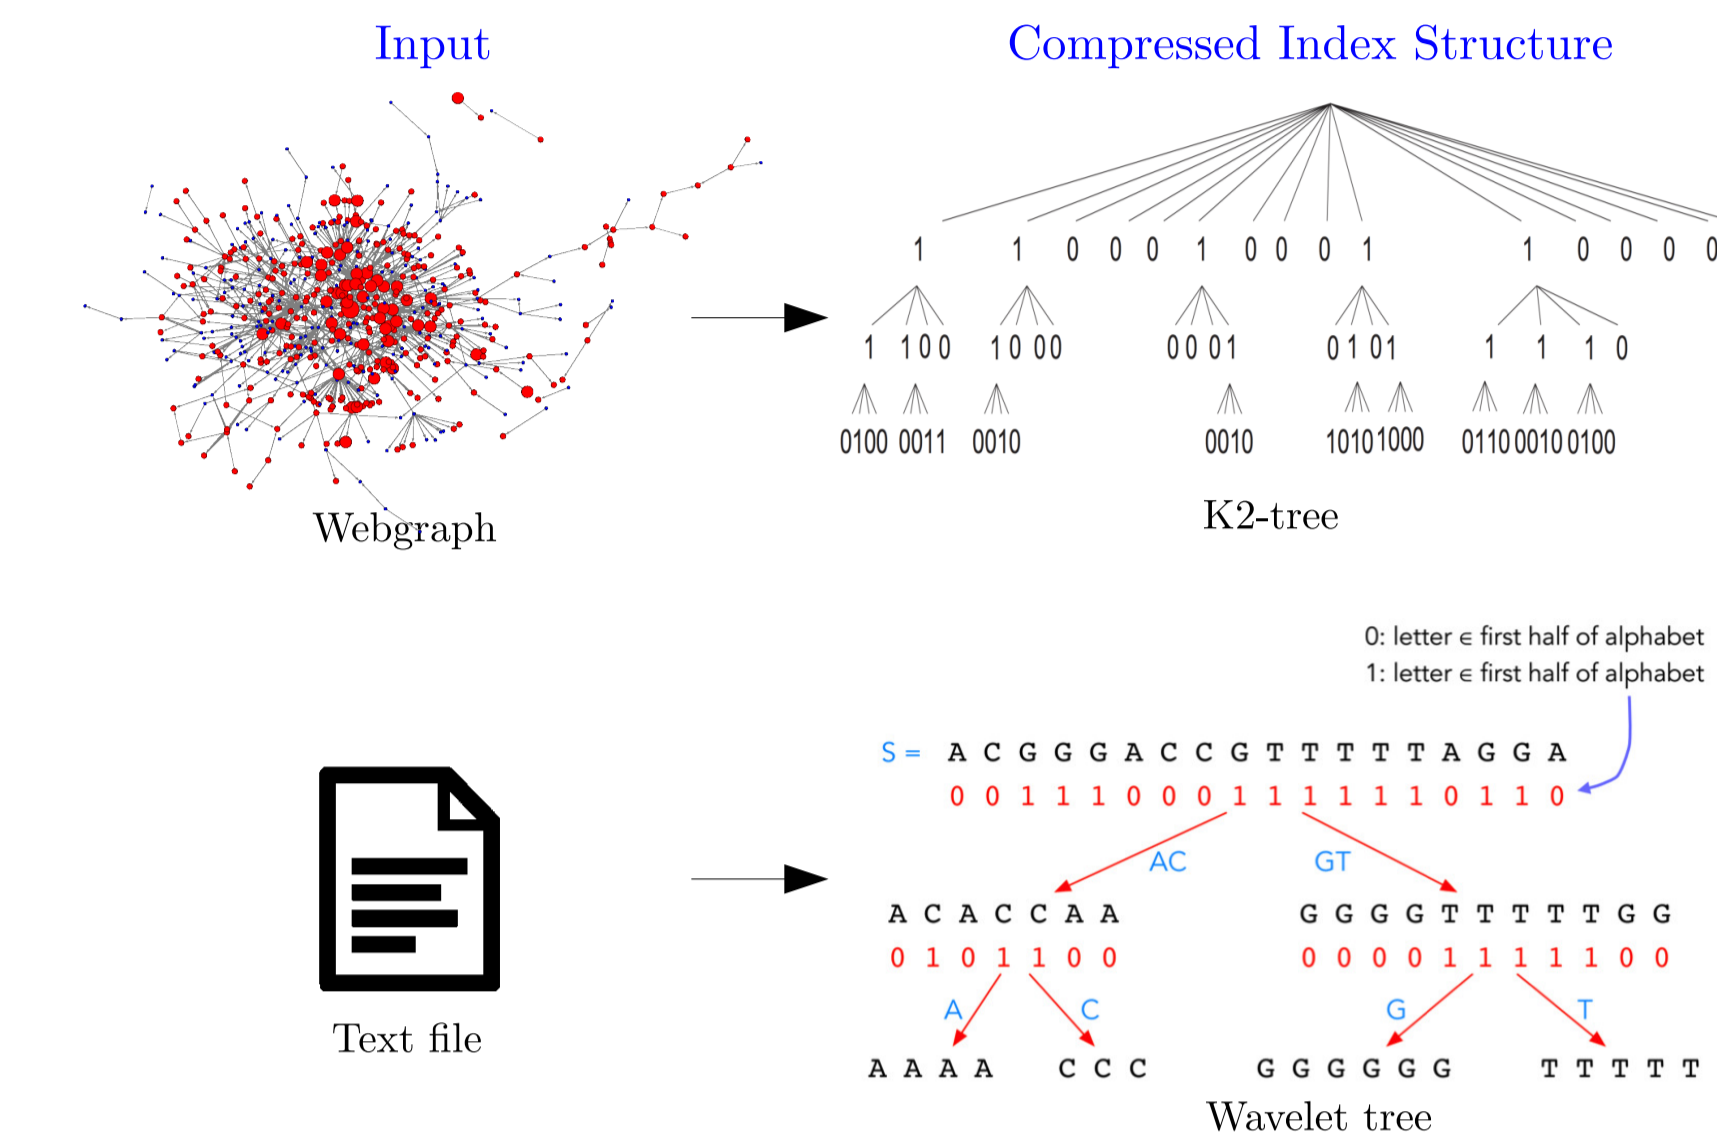 Input
Compressed Index Structure
1 1 0 0 0 1 0 0 0 1 1 0 0 0 0
1 1 0 0 1 0 0 0 0 0 0 1 0 1 0 1 1 1 1 0
0100 0011 0010 0010 1010 1000 0110 0010 0100
Webgraph
K2-tree
0: letter ∈ first half of alphabet
1: letter ∈ first half of alphabet
S = A C G G G A C C G T T T T T A G G A
0 0 1 1 1 0 0 0 1 1 1 1 1 1 0 1 1 0
AC GT
A C A C C A A G G G G T T T T T G G
0 1 0 1 1 0 0 0 0 0 0 1 1 1 1 1 0 0
A C G T
A A A A C C C G G G G G G T T T T T
Text file
Wavelet tree